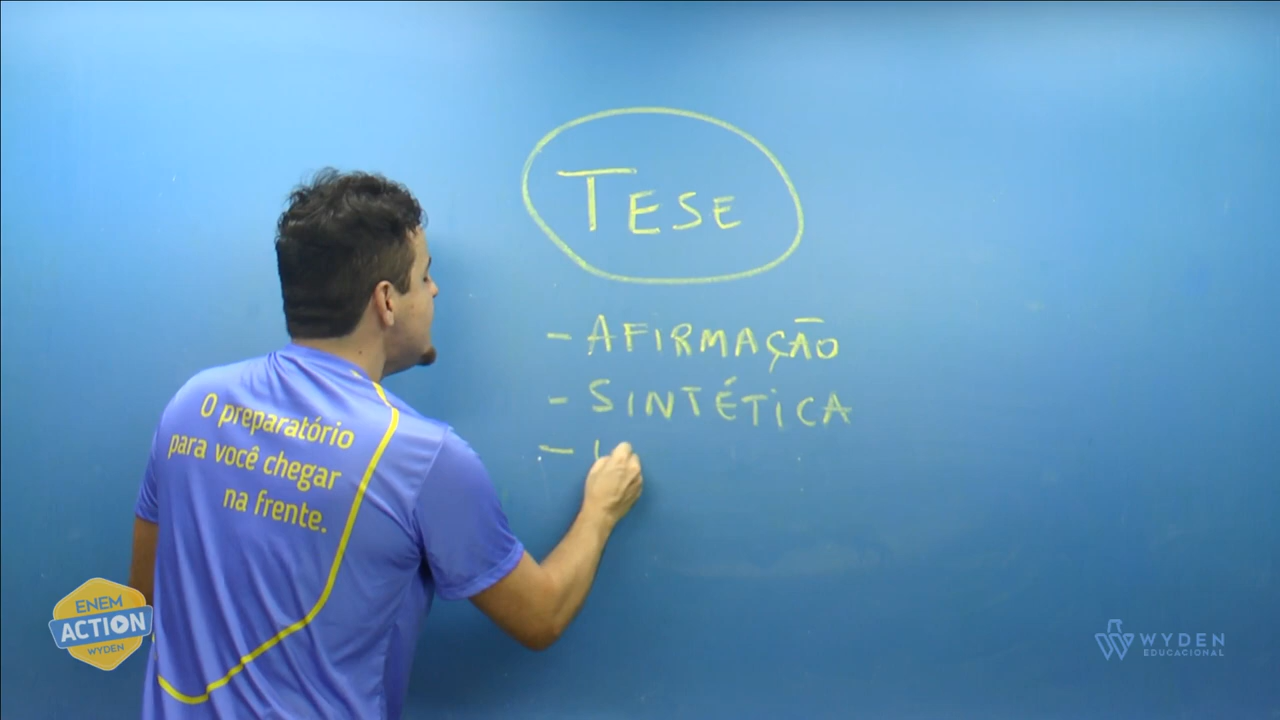 TESE
- AFIRMAÇÃO
- SINTÉTICA
-
O preparatório
para você chegar
na frente.
ENEM
ACTION
WYDEN
WYDEN
EDUCACIONAL